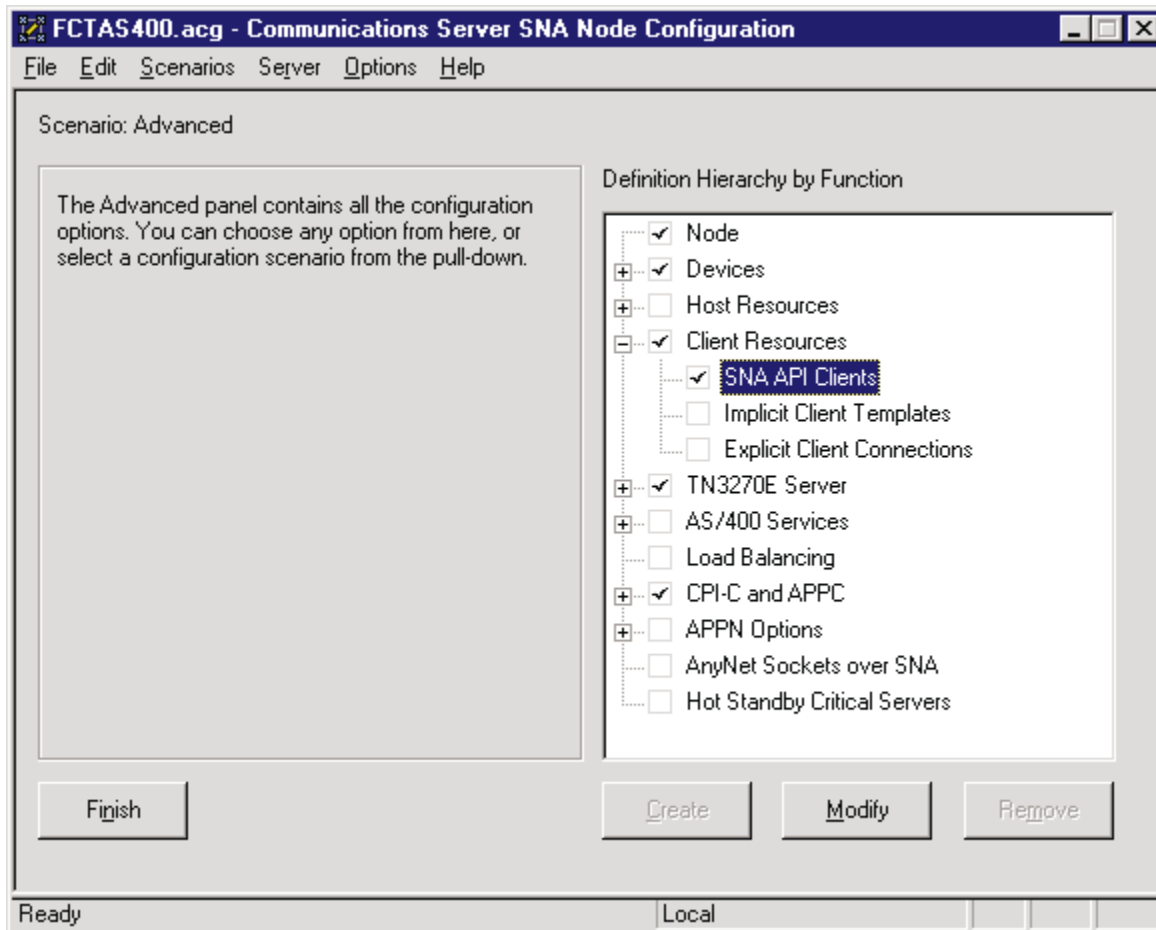 FCTAS400.acg - Communications Server SNA Node Configuration
File Edit Scenarios Server Options Help
Scenario: Advanced
The Advanced panel contains all the configuration
options. You can choose any option from here, or
select a configuration scenario from the pull-down.
Definition Hierarchy by Function
Node
Devices
Host Resources
Client Resources
SNA API Clients
Implicit Client Templates
Explicit Client Connections
TN3270E Server
AS/400 Services
Load Balancing
CPI-C and APPC
APPN Options
AnyNet Sockets over SNA
Hot Standby Critical Servers
Finish
Create
Modify
Remove
Ready
Local